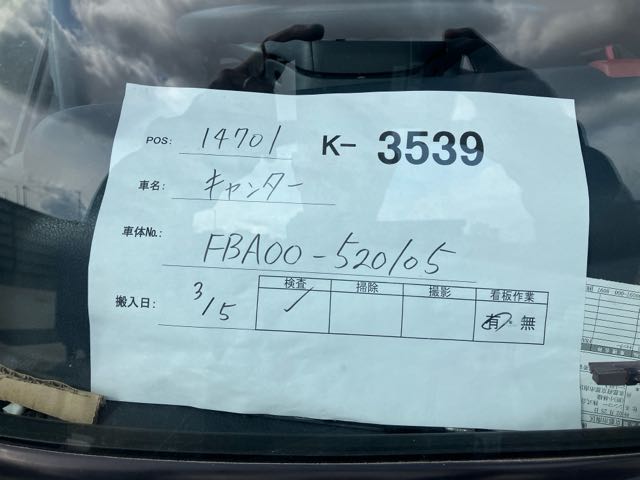 POS: 14701 K- 3539
車名: キャンター
車体No.: FBA00-520105
検査 掃除 撮影 看板作業
搬入日: 3/5 ✓ 有・無